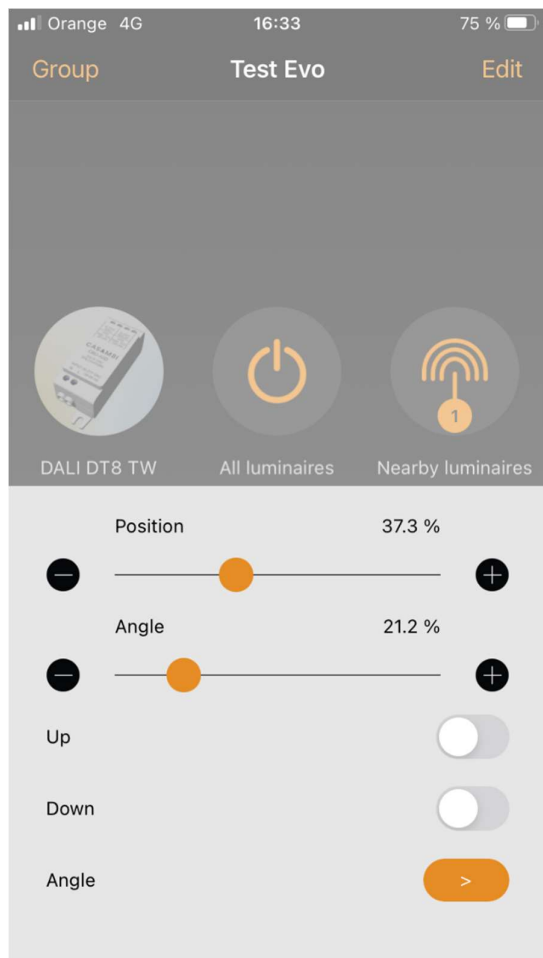 Orange 4G 16:33 75 %
Group Test Evo Edit
CASAMBI
DALI DT8 TW All luminaires Nearby luminaires
1
Position 37.3 %
Angle 21.2 %
Up
Down
Angle >